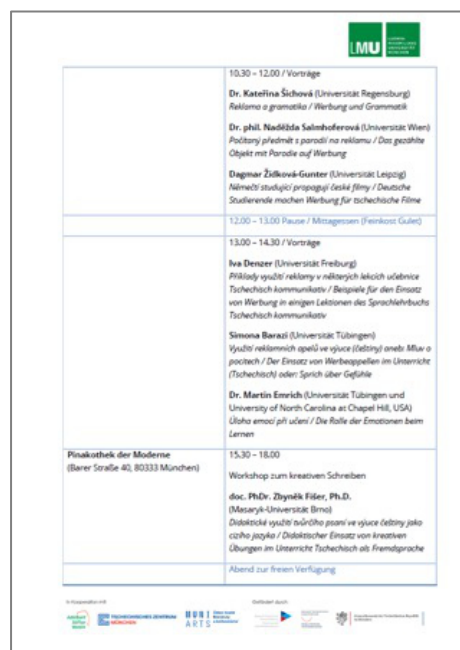 LMU
LUDWIG-
MAXIMILIANS-
UNIVERSITÄT
MÜNCHEN
10.30 – 12.00 / Vorträge
Dr. Kateřina Šichová (Universität Regensburg)
Reklama a gramatika / Werbung und Grammatik
Dr. phil. Naděžda Salmhoferová (Universität Wien)
Počítaný předmět s parodií na reklamu / Das gezählte
Objekt mit Parodie auf Werbung
Dagmar Žídková-Gunter (Universität Leipzig)
Němečtí studující propagují české filmy / Deutsche
Studierende machen Werbung für tschechische Filme
12.00 – 13.00 Pause / Mittagessen (Feinkost Gulet)
13.00 – 14.30 / Vorträge
Iva Denzer (Universität Freiburg)
Příklady využití reklamy v některých lekcích učebnice
Tschechisch kommunikativ / Beispiele für den Einsatz
von Werbung in einigen Lektionen des Sprachlehrbuchs
Tschechisch kommunikativ
Simona Barazi (Universität Tübingen)
Využití reklamních apelů ve výuce (češtiny) aneb: Mluv o
pocitech / Der Einsatz von Werbeappellen im Unterricht
(Tschechisch) oder: Sprich über Gefühle
Dr. Martin Emrich (Universität Tübingen und
University of North Carolina at Chapel Hill, USA)
Úloha emocí při učení / Die Rolle der Emotionen beim
Lernen
Pinakothek der Moderne
(Barer Straße 40, 80333 München)
15.30 – 18.00
Workshop zum kreativen Schreiben
doc. PhDr. Zbyněk Fišer, Ph.D.
(Masaryk-Universität Brno)
Didaktické využití tvůrčího psaní ve výuce češtiny jako
cizího jazyka / Didaktischer Einsatz von kreativen
Übungen im Unterricht Tschechisch als Fremdsprache
Abend zur freien Verfügung
In Kooperation mit:
Gefördert durch:
TSCHECHISCHES ZENTRUM
MÜNCHEN
MUNI
ARTS